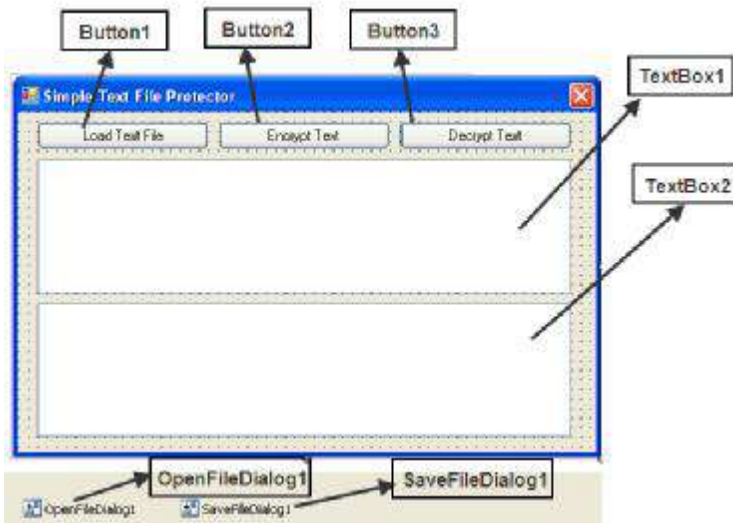 Button1 Button2 Button3
TextBox1
Simple Text File Protector
Load Text File Encrypt Text Decrypt Text
TextBox2
OpenFileDialog1 SaveFileDialog1
OpenFileDialog1 SaveFileDialog1